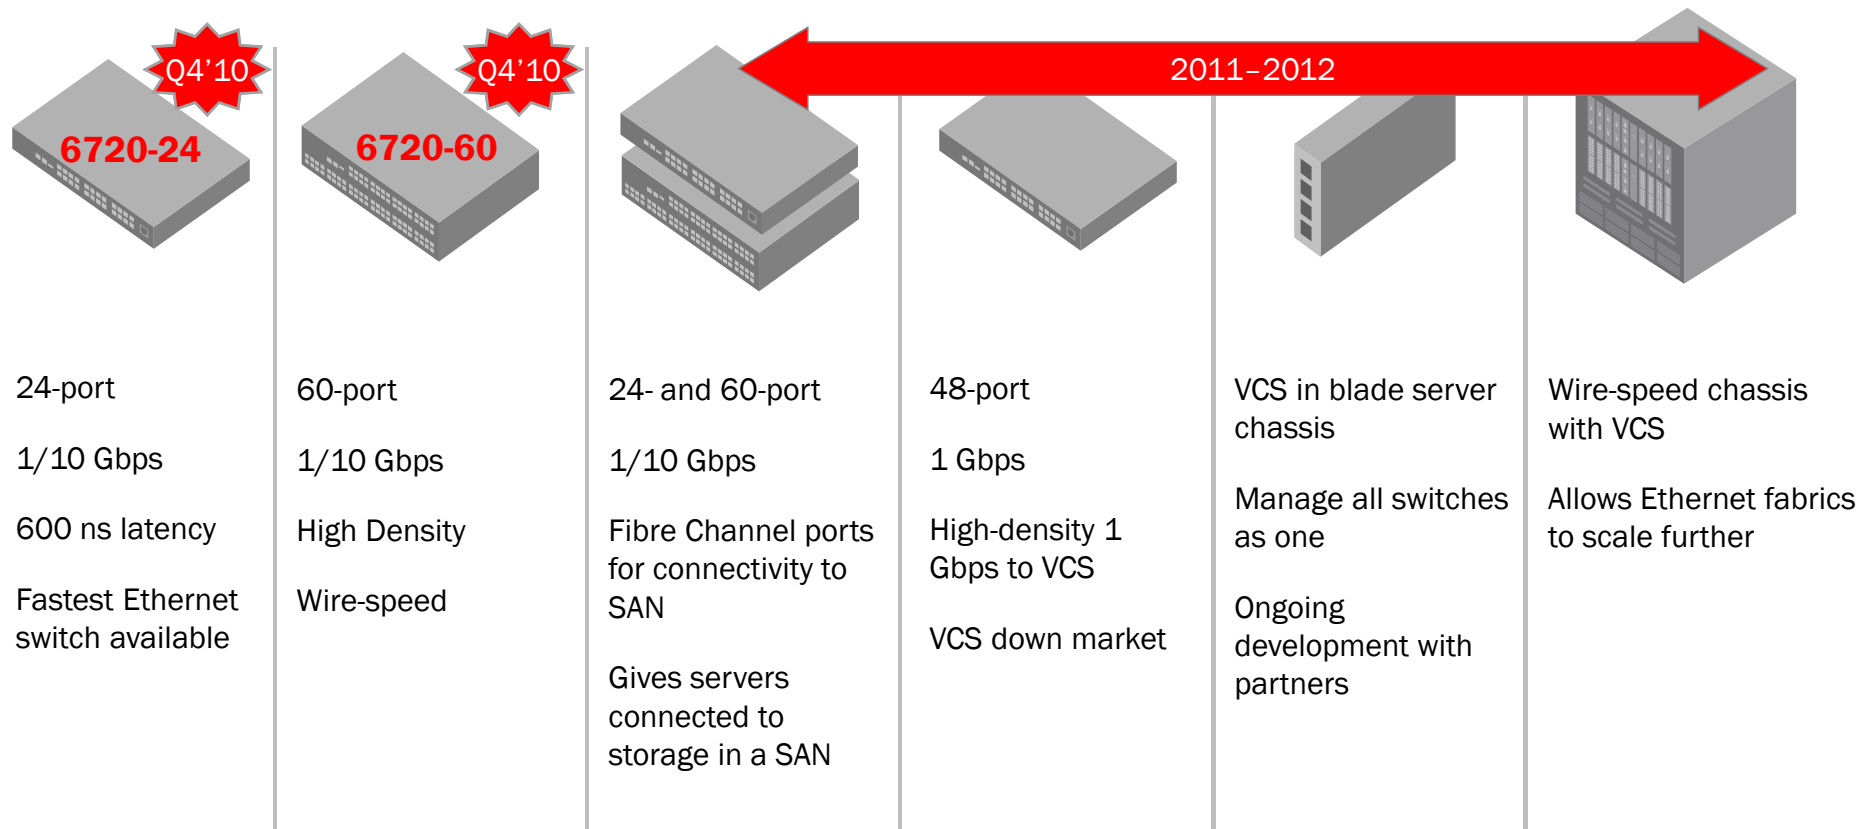 Q4’10
6720-24
24-port
1/10 Gbps
600 ns latency
Fastest Ethernet
switch available
Q4’10
6720-60
60-port
1/10 Gbps
High Density
Wire-speed
2011–2012
24- and 60-port
1/10 Gbps
Fibre Channel ports
for connectivity to
SAN
Gives servers
connected to
storage in a SAN
48-port
1 Gbps
High-density 1
Gbps to VCS
VCS down market
VCS in blade server
chassis
Manage all switches
as one
Ongoing
development with
partners
Wire-speed chassis
with VCS
Allows Ethernet fabrics
to scale further